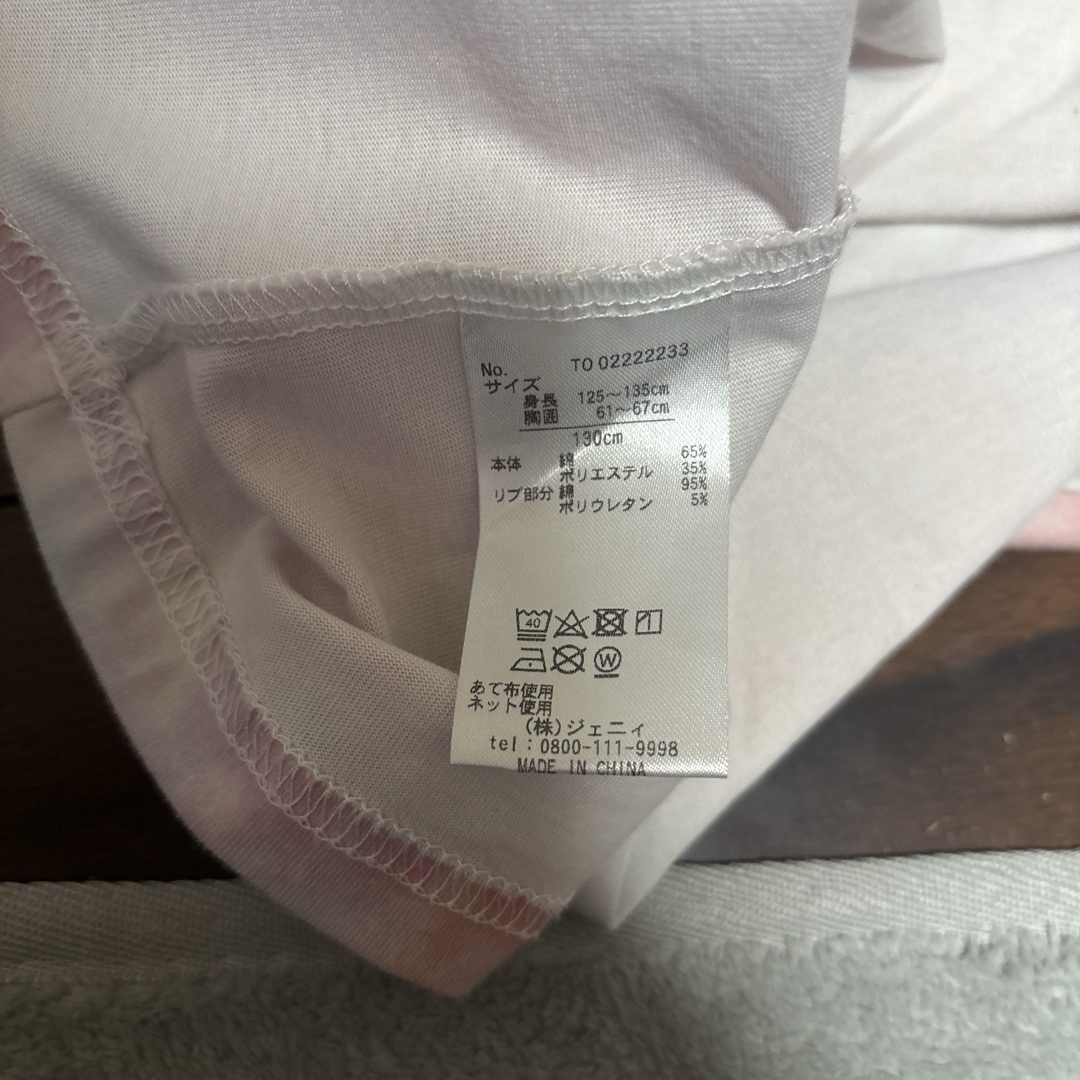 No. TO 02222233
サイズ
身長 125～135cm
胸囲 61～67cm
130cm
本体 綿 65%
ポリエステル 35%
リブ部分 綿 95%
ポリウレタン 5%
40
W
あて布使用
ネット使用
(株)ジェニィ
tel：0800-111-9998
MADE IN CHINA